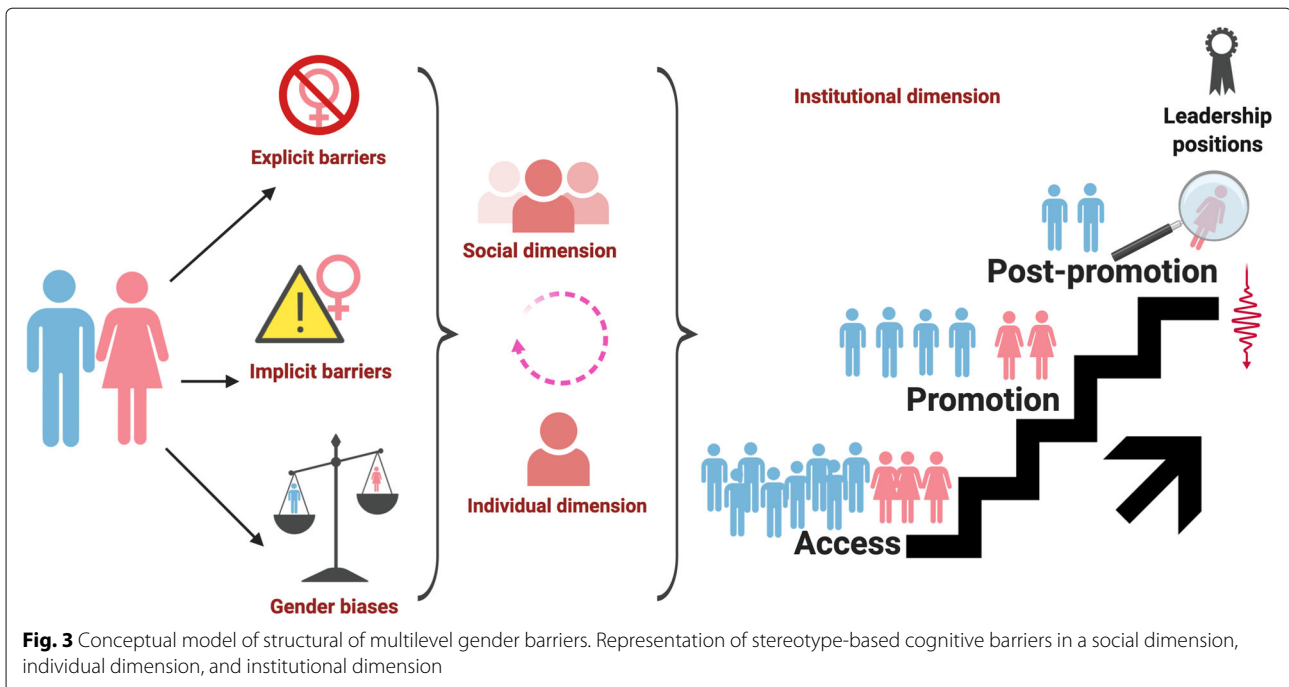 Explicit barriers
Implicit barriers
Gender biases
Social dimension
Individual dimension
Institutional dimension
Leadership
positions
Post-promotion
Promotion
Access
Fig. 3 Conceptual model of structural of multilevel gender barriers. Representation of stereotype-based cognitive barriers in a social dimension,
individual dimension, and institutional dimension